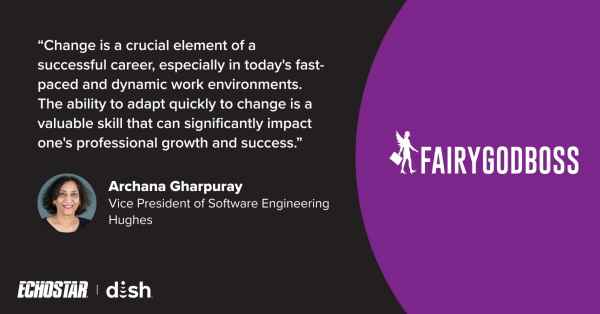 “Change is a crucial element of a
successful career, especially in today's fast-
paced and dynamic work environments.
The ability to adapt quickly to change is a
valuable skill that can significantly impact
one's professional growth and success.”
Archana Gharpuray
Vice President of Software Engineering
Hughes
FAIRYGODBOSS
ECHOSTAR | dish